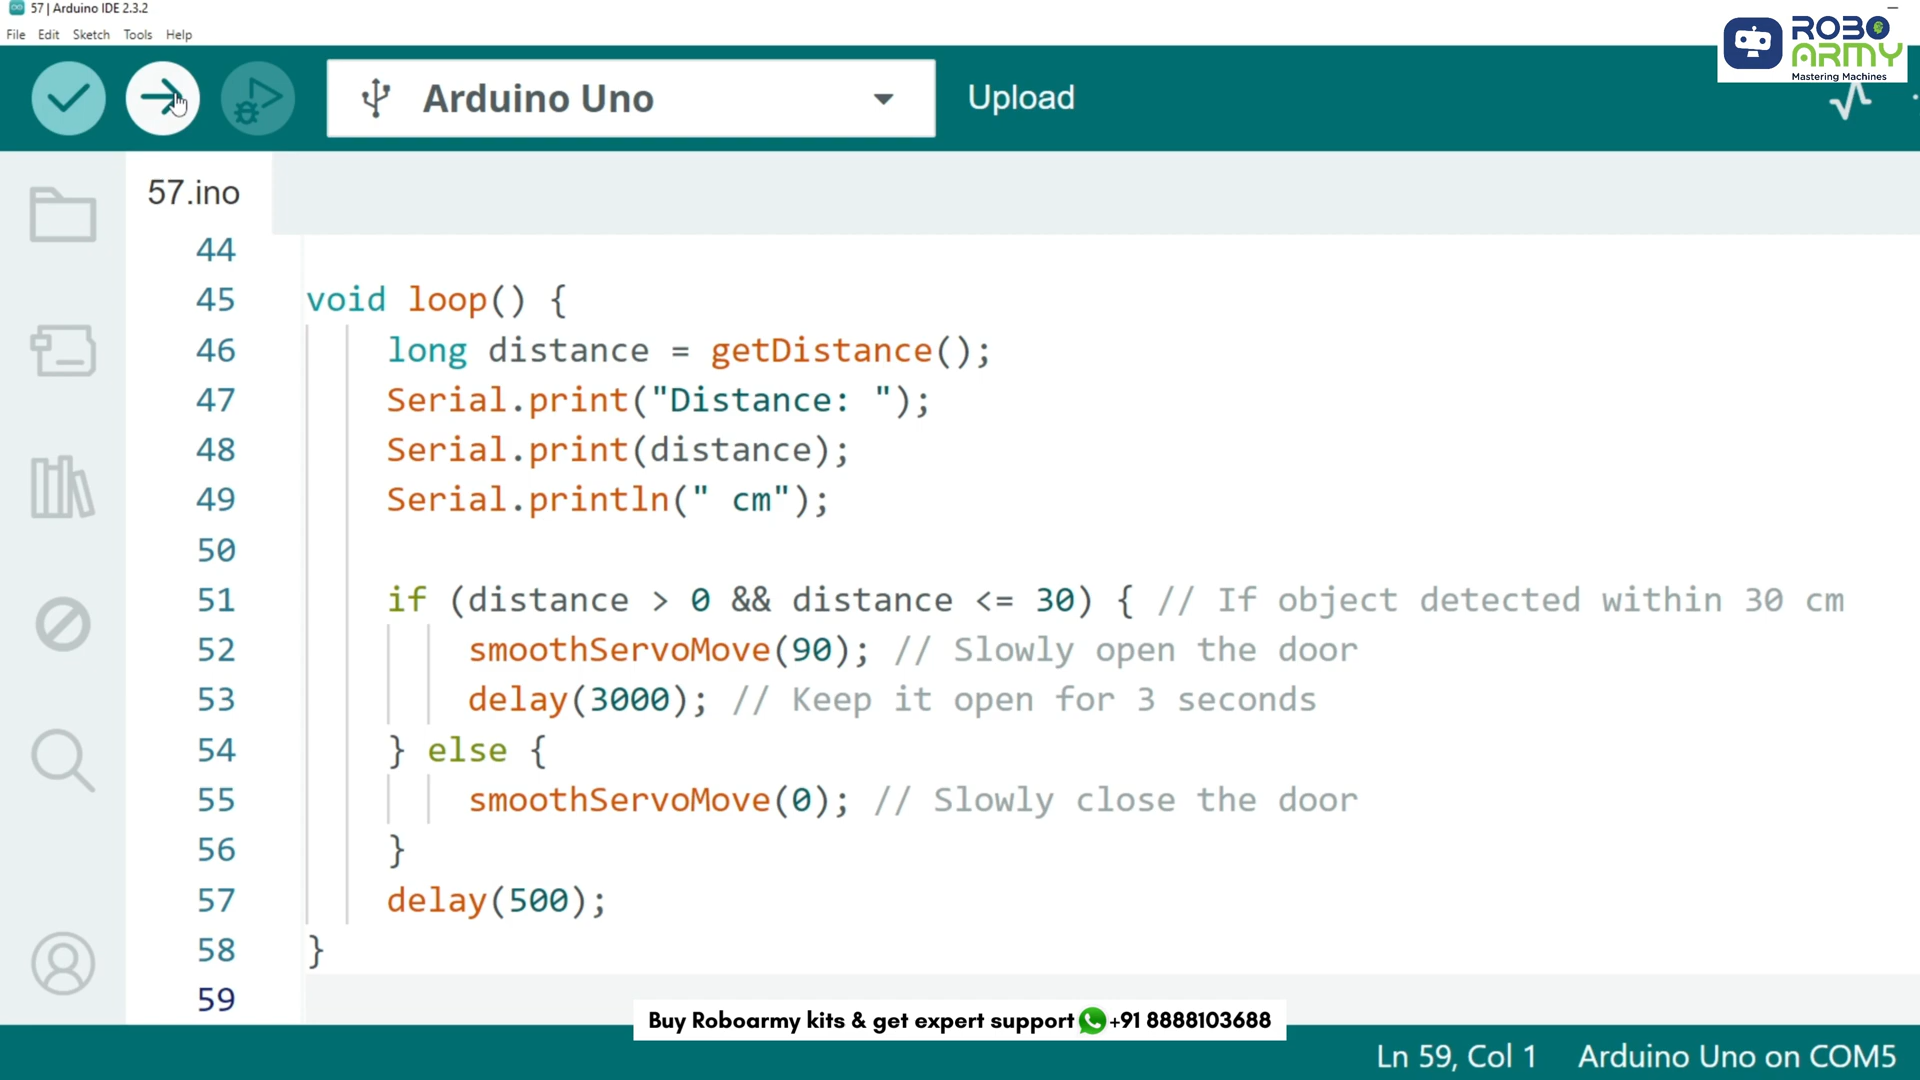 57 | Arduino IDE 2.3.2
File Edit Sketch Tools Help
Arduino Uno
Upload
ROBO
ARMY
Mastering Machines
57.ino
44
45 void loop() {
46 long distance = getDistance();
47 Serial.print("Distance: ");
48 Serial.print(distance);
49 Serial.println(" cm");
50
51 if (distance > 0 && distance <= 30) { // If object detected within 30 cm
52 smoothServoMove(90); // Slowly open the door
53 delay(3000); // Keep it open for 3 seconds
54 } else {
55 smoothServoMove(0); // Slowly close the door
56 }
57 delay(500);
58 }
59
Buy Roboarmy kits & get expert support +91 8888103688
Ln 59, Col 1 Arduino Uno on COM5